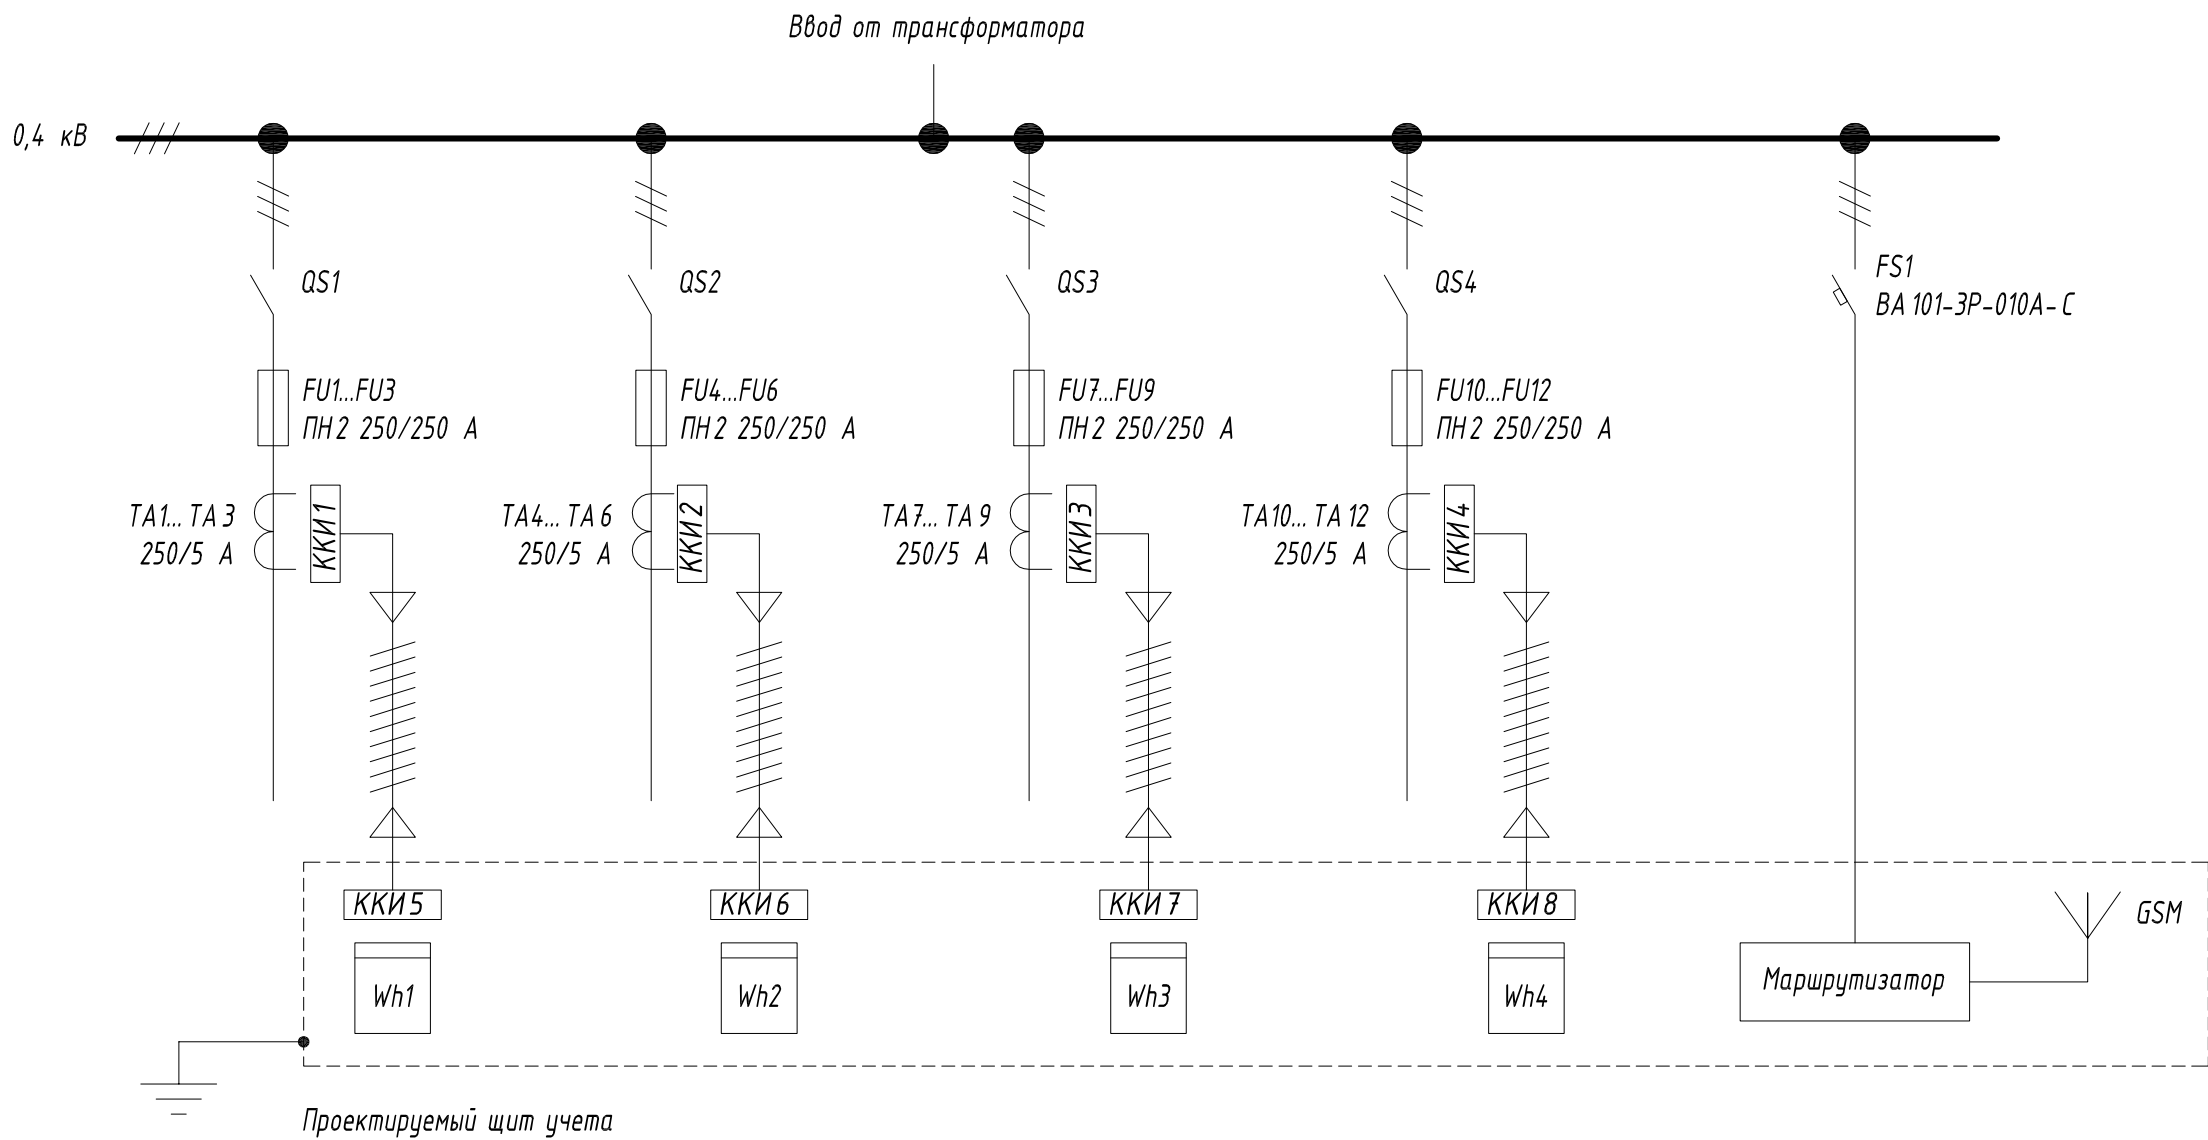 Ввод от трансформатора
0,4 кВ
QS1
QS2
QS3
QS4
FS1
ВА 101-3Р-010А-С
FU1...FU3
ПН2 250/250 А
FU4...FU6
ПН2 250/250 А
FU7...FU9
ПН2 250/250 А
FU10...FU12
ПН2 250/250 А
ТА1...ТА3
250/5 А
ККИ1
ТА4...ТА6
250/5 А
ККИ2
ТА7...ТА9
250/5 А
ККИ3
ТА10...ТА12
250/5 А
ККИ4
ККИ5
ККИ6
ККИ7
ККИ8
GSM
Wh1
Wh2
Wh3
Wh4
Маршрутизатор
Проектируемый щит учета